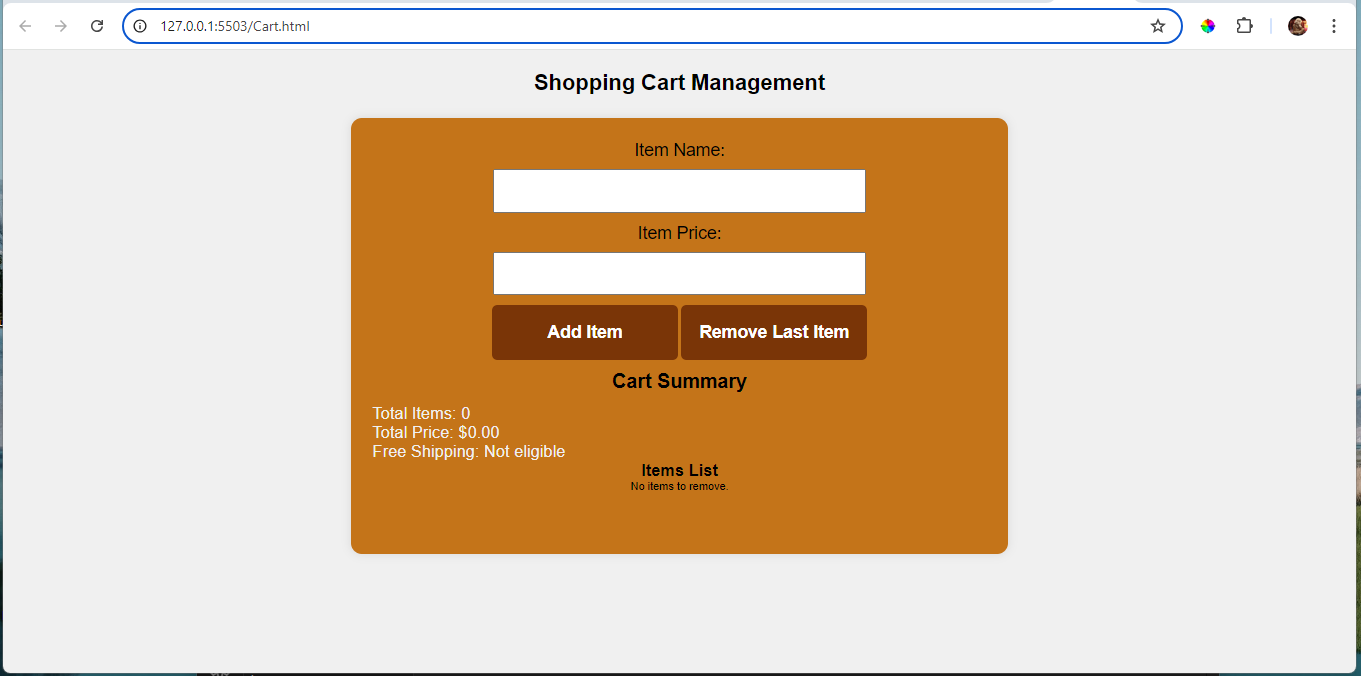 127.0.0.1:5503/Cart.html
Shopping Cart Management
Item Name:
Item Price:
Add Item
Remove Last Item
Cart Summary
Total Items: 0
Total Price: $0.00
Free Shipping: Not eligible
Items List
No items to remove.